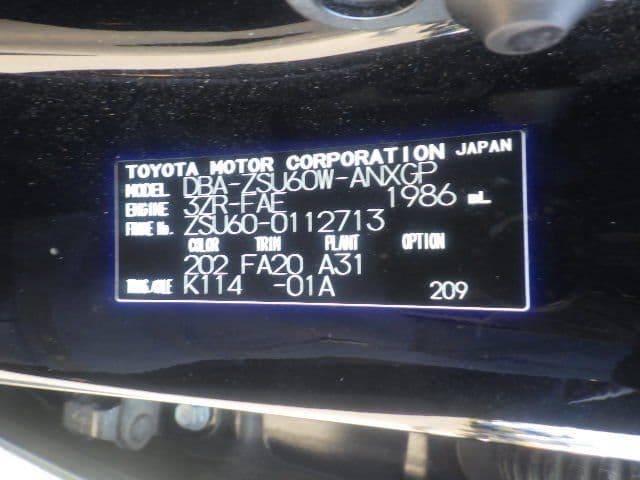 TOYOTA MOTOR CORPORATION JAPAN
MODEL DBA-ZSU60W-ANXGP
ENGINE 3ZR-FAE 1986 mL
FRAME No. ZSU60-0112713
COLOR TRIM PLANT OPTION
202 FA20 A31
TRANS/AXLE K114 -01A 209